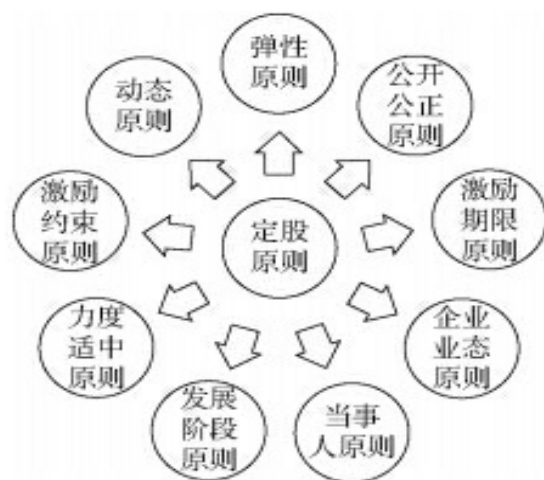 弹性
原则
公开
公正
原则
激励
期限
原则
企业
业态
原则
当事
人原则
发展
阶段
原则
力度
适中
原则
激励
约束
原则
动态
原则
定股
原则